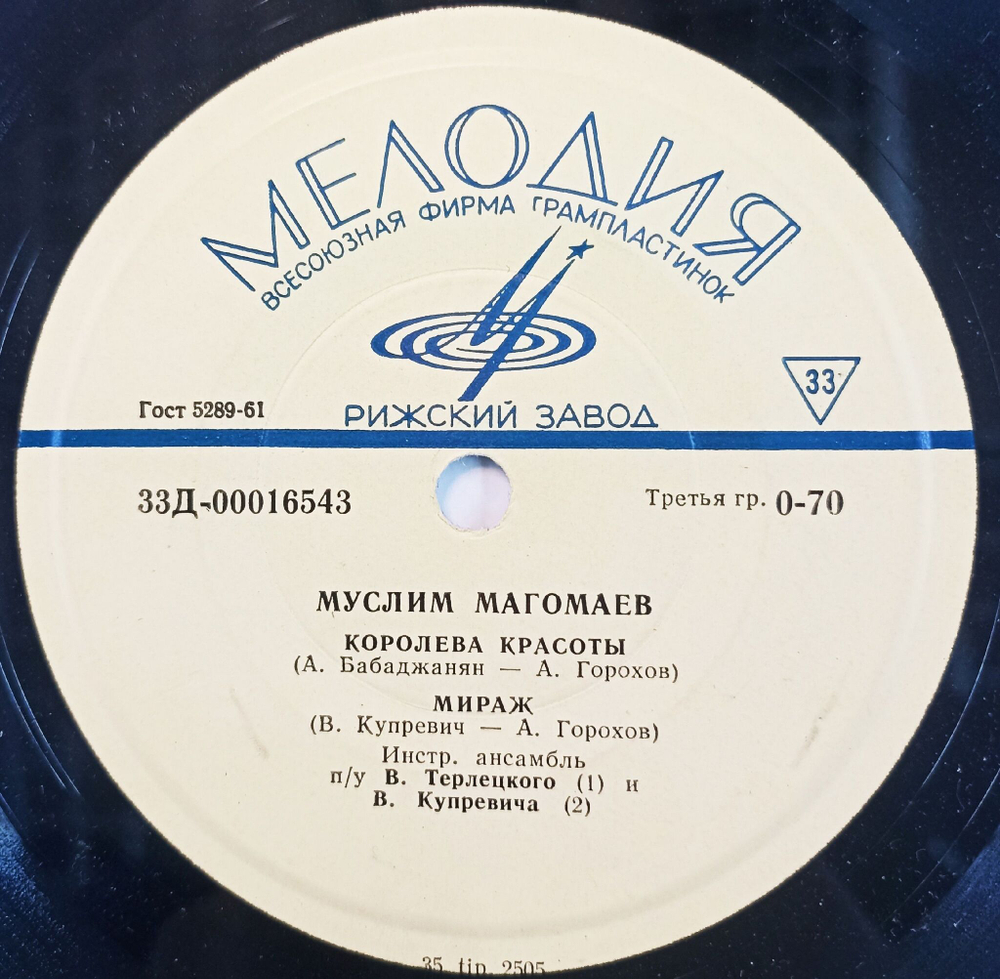 МЕЛОДИЯ
ВСЕСОЮЗНАЯ ФИРМА ГРАМПЛАСТИНОК
33
Гост 5289-61
РИЖСКИЙ ЗАВОД
33Д-00016543
Третья гр. 0-70
МУСЛИМ МАГОМАЕВ
КОРОЛЕВА КРАСОТЫ
(А. Бабаджанян — А. Горохов)
МИРАЖ
(В. Купревич — А. Горохов)
Инстр. ансамбль
п/у В. Терлецкого (1) и
В. Купревича (2)
35 tip 2505